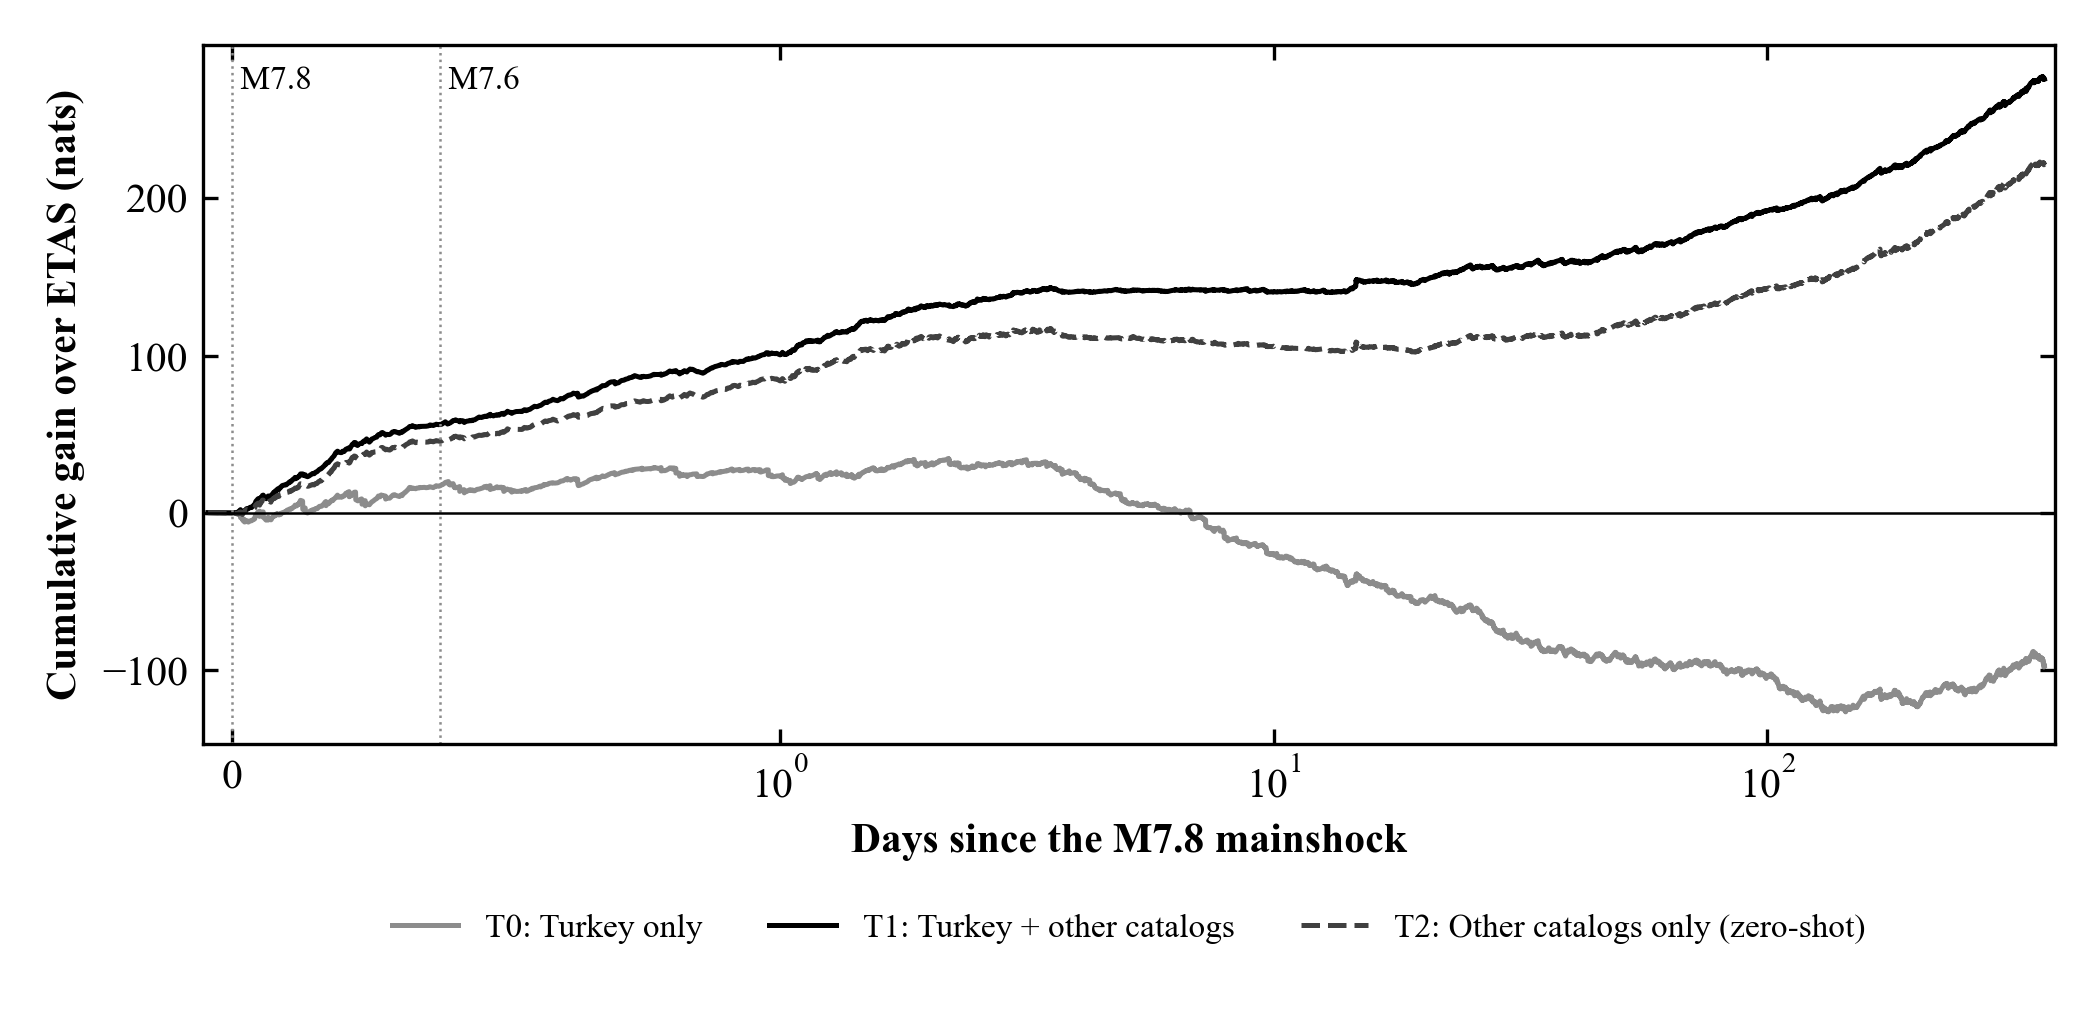 M7.8
M7.6
Cumulative gain over ETAS (nats)
200
100
0
−100
0
10^0
10^1
10^2
Days since the M7.8 mainshock
T0: Turkey only
T1: Turkey + other catalogs
T2: Other catalogs only (zero-shot)